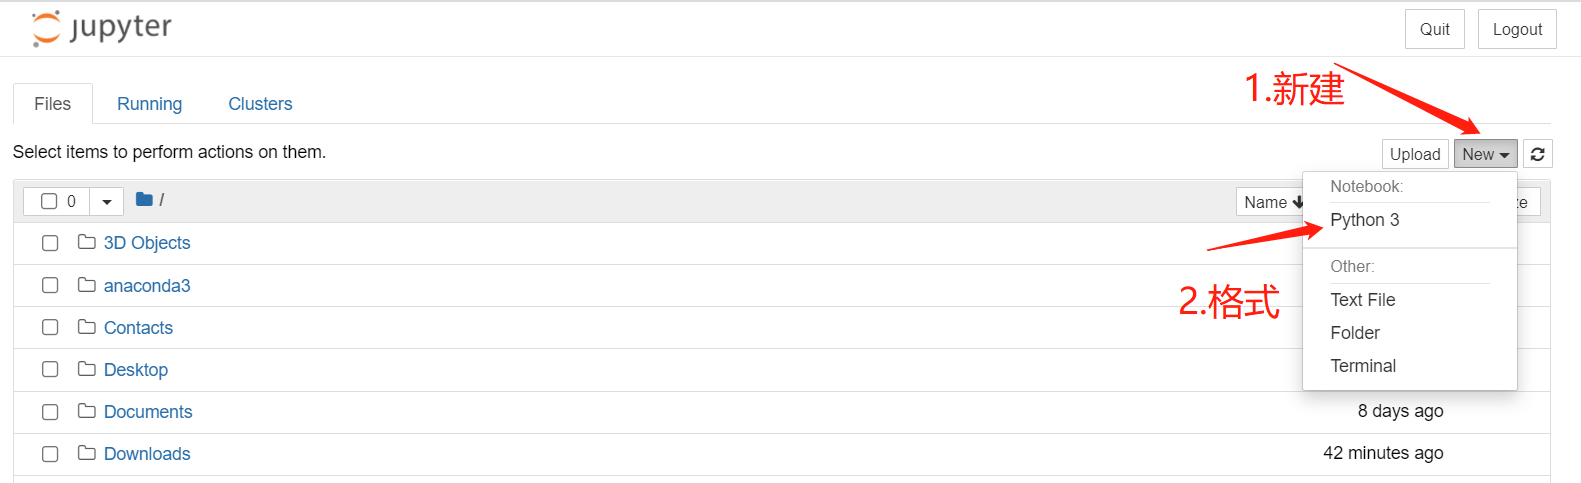 jupyter
Quit
Logout
1.新建
Files
Running
Clusters
Select items to perform actions on them.
Upload
New
0
/
Name
Notebook:
Python 3
3D Objects
2.格式
Other:
anaconda3
Text File
Contacts
Folder
Desktop
Terminal
Documents
8 days ago
Downloads
42 minutes ago